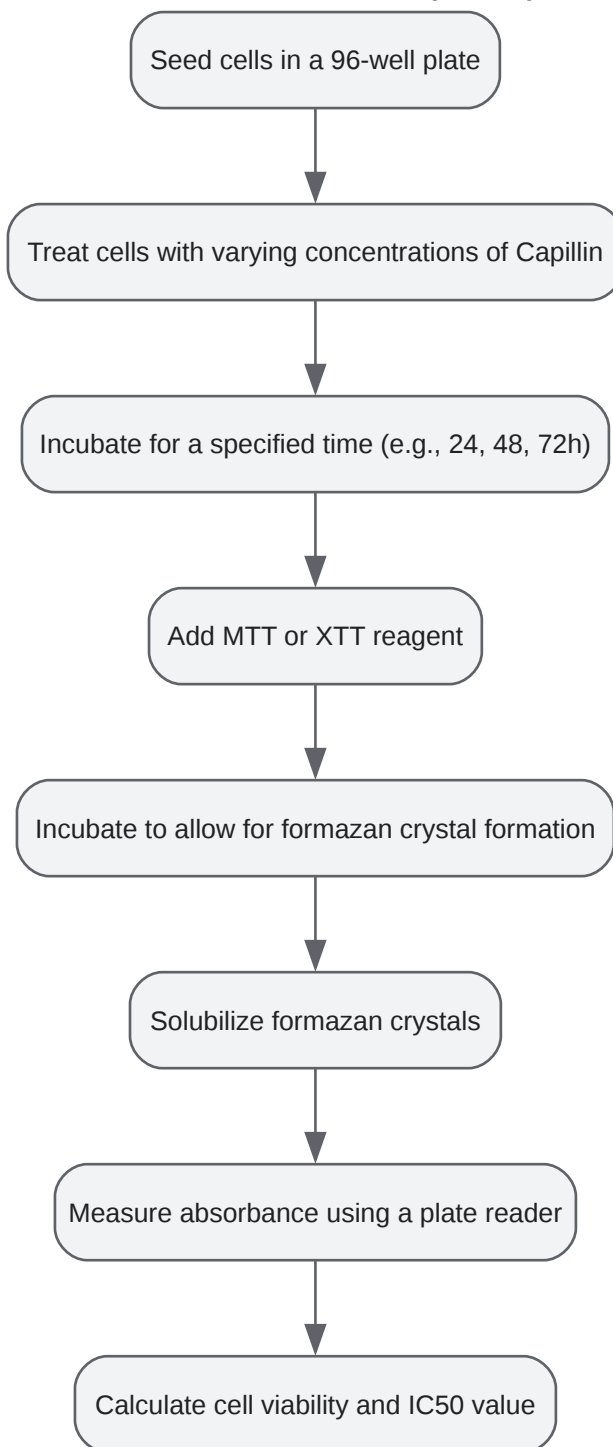 Seed cells in a 96-well plate
Treat cells with varying concentrations of Capillin
Incubate for a specified time (e.g., 24, 48, 72h)
Add MTT or XTT reagent
Incubate to allow for formazan crystal formation
Solubilize formazan crystals
Measure absorbance using a plate reader
Calculate cell viability and IC50 value